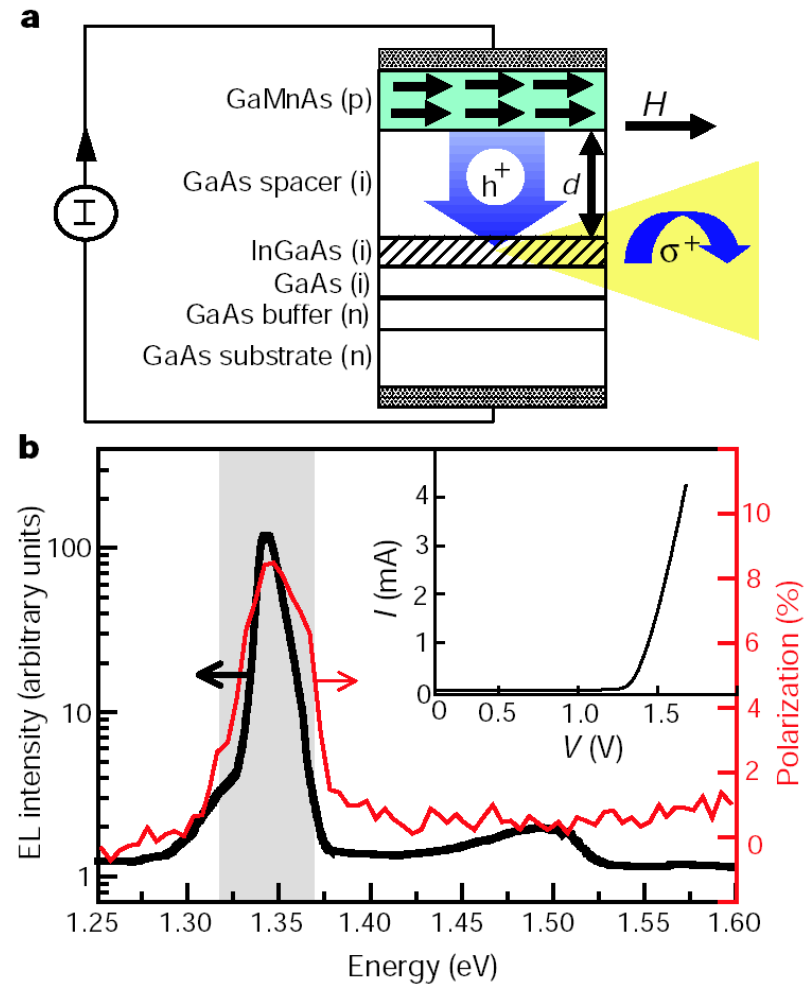 a
GaMnAs (p)
H
GaAs spacer (i)
h+
d
I
InGaAs (i)
σ+
GaAs (i)
GaAs buffer (n)
GaAs substrate (n)
b
EL intensity (arbitrary units)
100
10
1
I (mA)
4
3
2
1
0
0
0.5
1.0
1.5
V (V)
10
8
6
4
2
0
Polarization (%)
1.25
1.30
1.35
1.40
1.45
1.50
1.55
1.60
Energy (eV)